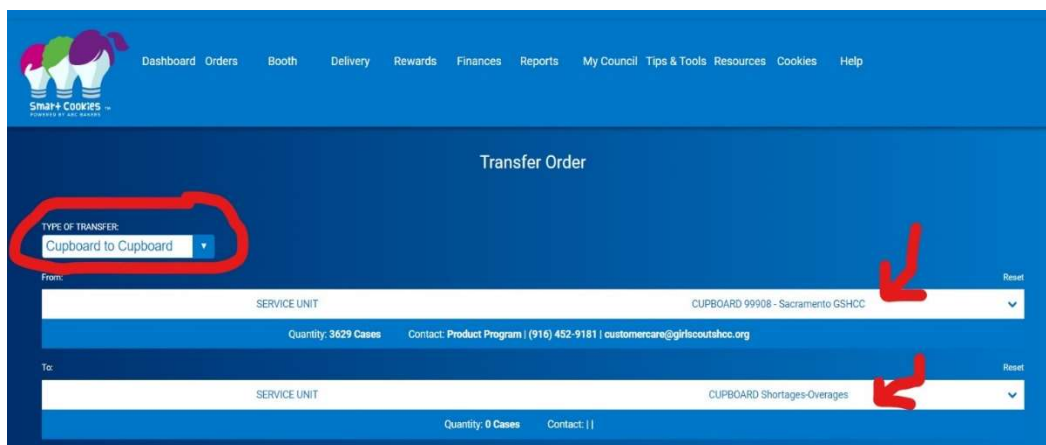 Smart Cookies TM
POWERED BY ABC BAKERS
Dashboard Orders Booth Delivery Rewards Finances Reports My Council Tips & Tools Resources Cookies Help
Transfer Order
TYPE OF TRANSFER:
Cupboard to Cupboard
From: Reset
SERVICE UNIT CUPBOARD 99908 - Sacramento GSHCC
Quantity: 3629 Cases Contact: Product Program | (916) 452-9181 | customercare@girlscoutshcc.org
To: Reset
SERVICE UNIT CUPBOARD Shortages-Overages
Quantity: 0 Cases Contact: | |